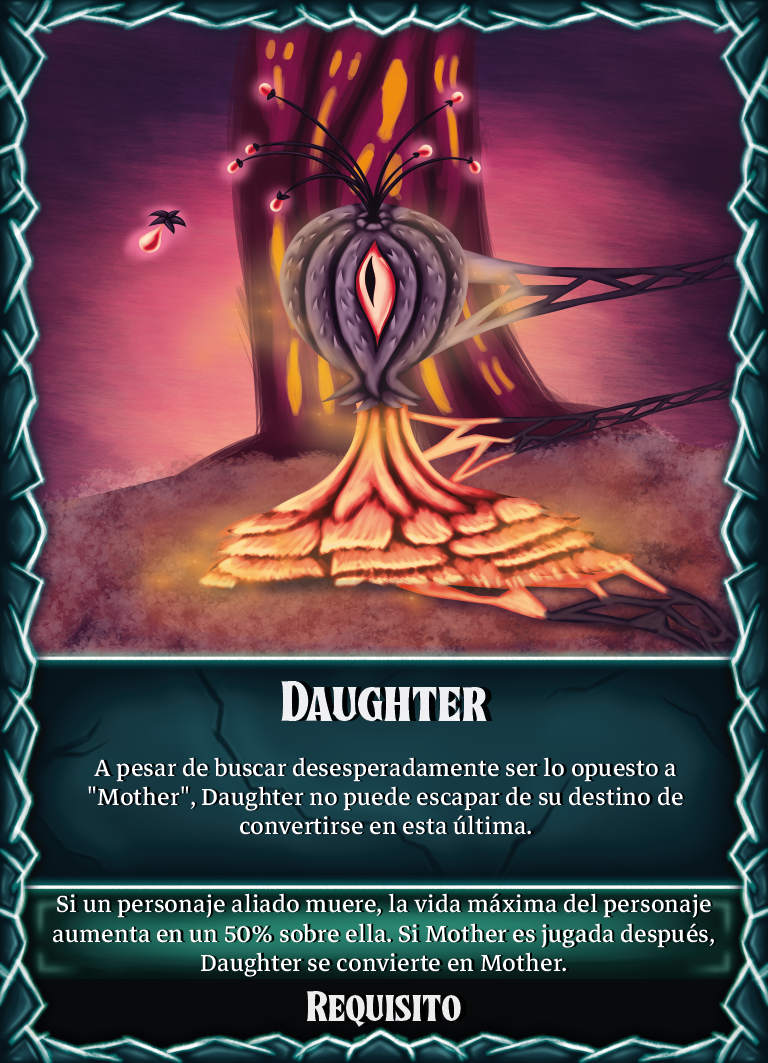 Daughter
A pesar de buscar desesperadamente ser lo opuesto a
"Mother", Daughter no puede escapar de su destino de
convertirse en esta última.
Si un personaje aliado muere, la vida máxima del personaje
aumenta en un 50% sobre ella. Si Mother es jugada después,
Daughter se convierte en Mother.
Requisito